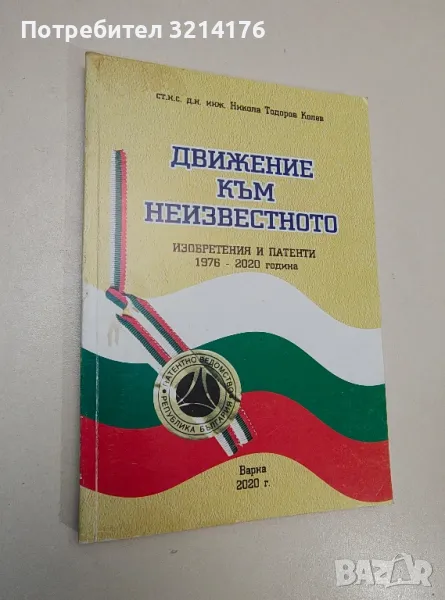 Потребител 3214176
ст.н.с. д.н. инж. Никола Тодоров Колев
ДВИЖЕНИЕ
КЪМ
НЕИЗВЕСТНОТО
ИЗОБРЕТЕНИЯ И ПАТЕНТИ
1976 - 2020 година
ПАТЕНТНО ВЕДОМСТВО
РЕПУБЛИКА БЪЛГАРИЯ
Варна
2020 г.
BAZAR